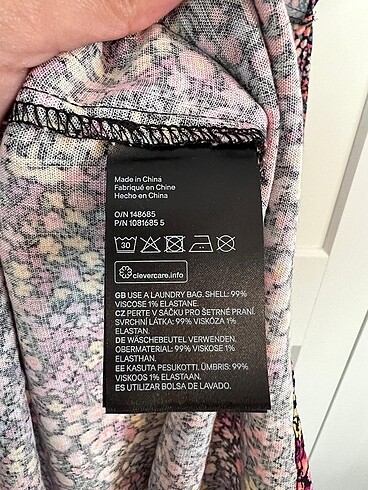 Made in China
Fabriqué en Chine
Hecho en China
O/N 148685
P/N 1081685 5
30
clevercare.info
GB USE A LAUNDRY BAG. SHELL: 99%
VISCOSE 1% ELASTANE.
CZ PERTE V SÁČKU PRO ŠETRNÉ PRANÍ.
SVRCHNÍ LÁTKA: 99% VISKÓZA 1%
ELASTAN.
DE WÄSCHEBEUTEL VERWENDEN.
OBERMATERIAL: 99% VISKOSE 1%
ELASTHAN.
EE KASUTA PESUKOTTI. ÜMBRIS: 99%
VISKOOS 1% ELASTAAN.
ES UTILIZAR BOLSA DE LAVADO.